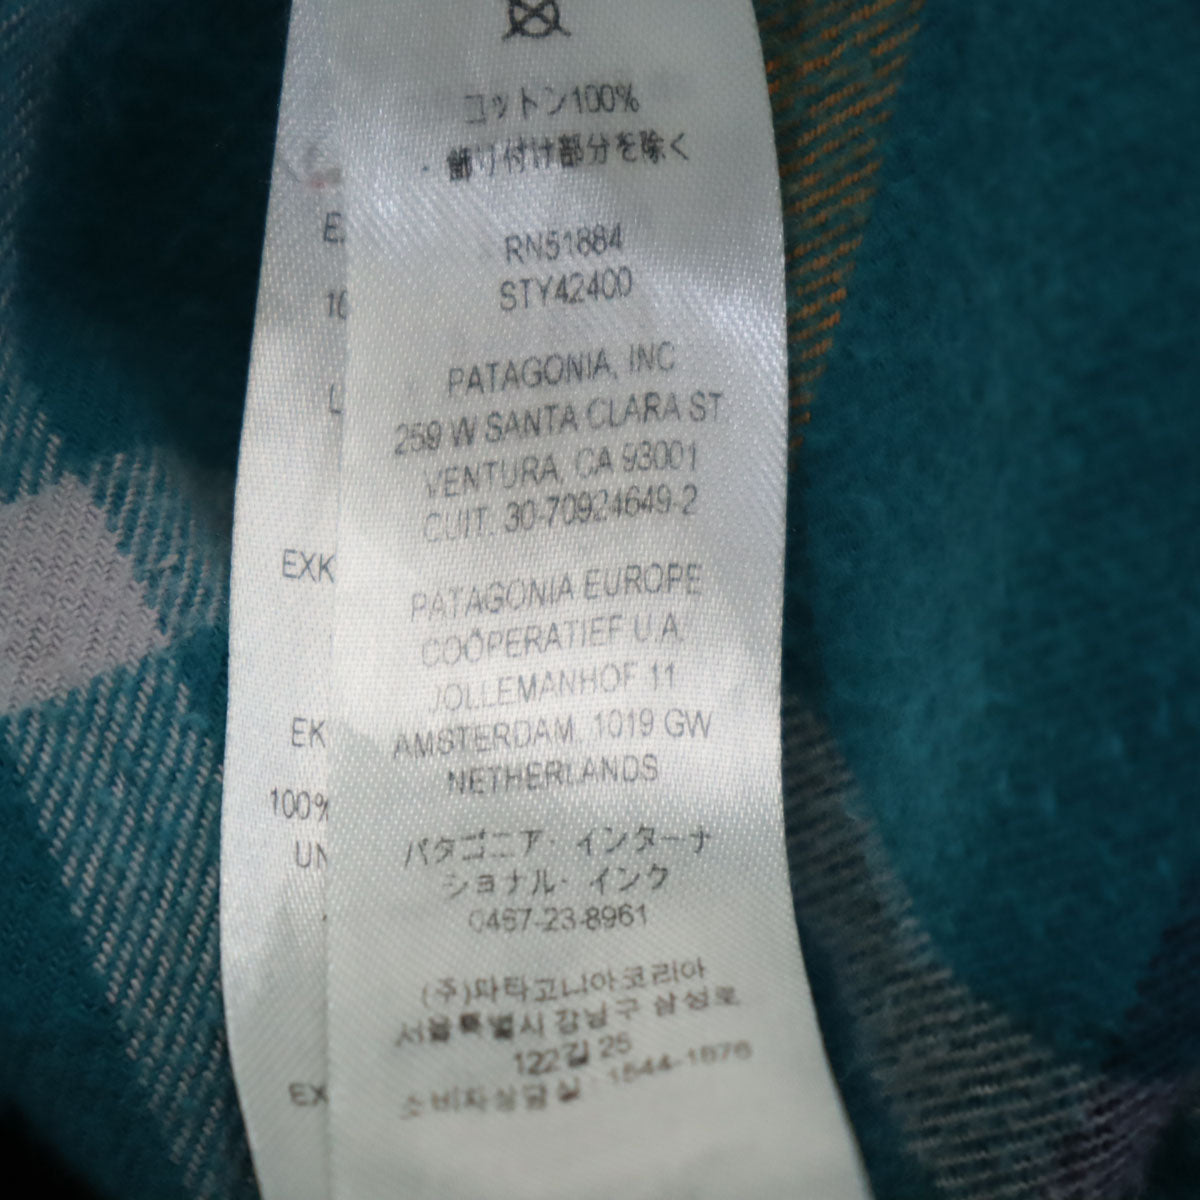 コットン100%
・飾り付け部分を除く
RN51884
STY42400
PATAGONIA, INC
259 W SANTA CLARA ST
VENTURA, CA 93001
CUIT. 30-70924649-2
PATAGONIA EUROPE
COÖPERATIEF U.A.
JOLLEMANHOF 11
AMSTERDAM, 1019 GW
NETHERLANDS
パタゴニア・インターナ
ショナル・インク
0467-23-8961
(주)파타고니아코리아
서울특별시 강남구 삼성로
122길 25
소비자상담실 : 1544-1876
EXK
EK
100%
UN
EX